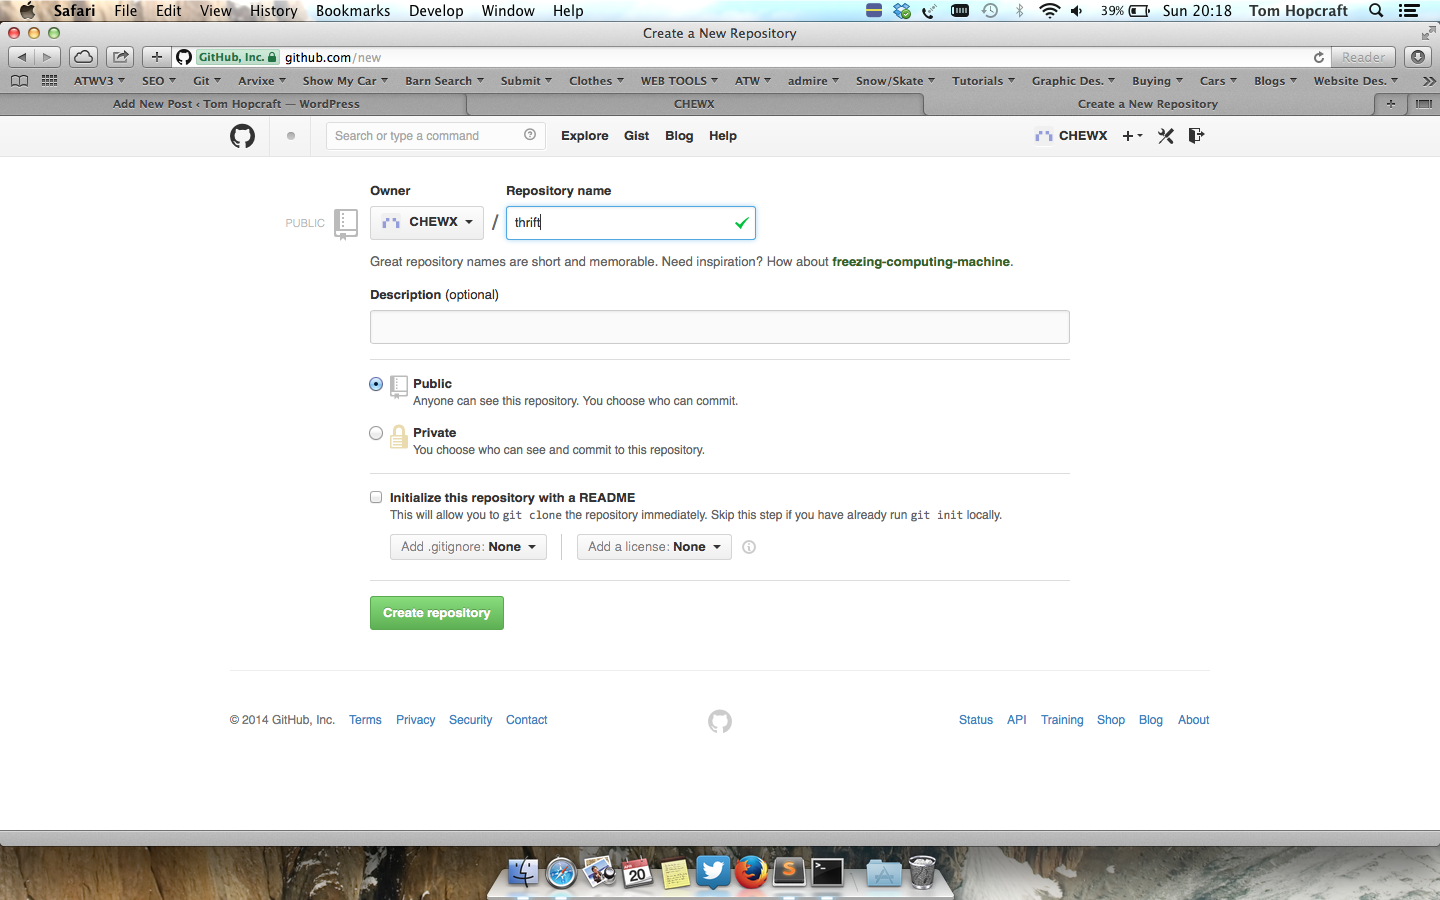 Safari File Edit View History Bookmarks Develop Window Help 39% Sun 20:18 Tom Hopcraft
Create a New Repository
GitHub, Inc. github.com/new Reader
ATWV3 SEO Git Arvixe Show My Car Barn Search Submit Clothes WEB TOOLS ATW admire Snow/Skate Tutorials Graphic Des. Buying Cars Blogs Website Des.
Add New Post ‹ Tom Hopcraft — WordPress CHEWX Create a New Repository
Search or type a command Explore Gist Blog Help CHEWX
Owner Repository name
PUBLIC CHEWX / thrift
Great repository names are short and memorable. Need inspiration? How about freezing-computing-machine.
Description (optional)
Public
Anyone can see this repository. You choose who can commit.
Private
You choose who can see and commit to this repository.
Initialize this repository with a README
This will allow you to git clone the repository immediately. Skip this step if you have already run git init locally.
Add .gitignore: None Add a license: None
Create repository
© 2014 GitHub, Inc. Terms Privacy Security Contact Status API Training Shop Blog About
20